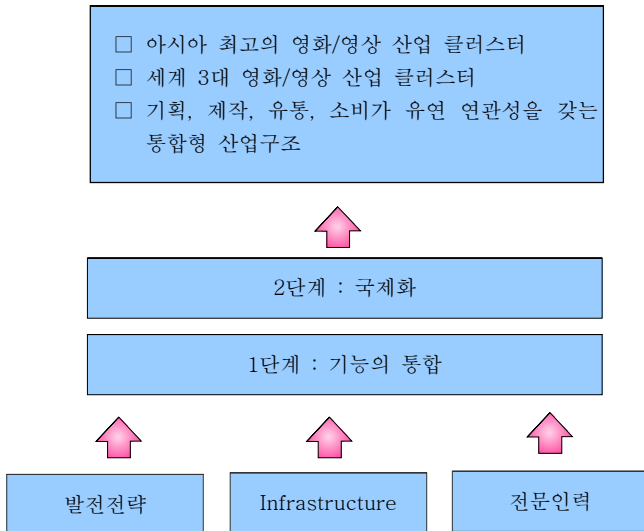 □ 아시아 최고의 영화/영상 산업 클러스터
□ 세계 3대 영화/영상 산업 클러스터
□ 기획, 제작, 유통, 소비가 유연 연관성을 갖는
통합형 산업구조
2단계 : 국제화
1단계 : 기능의 통합
발전전략
Infrastructure
전문인력